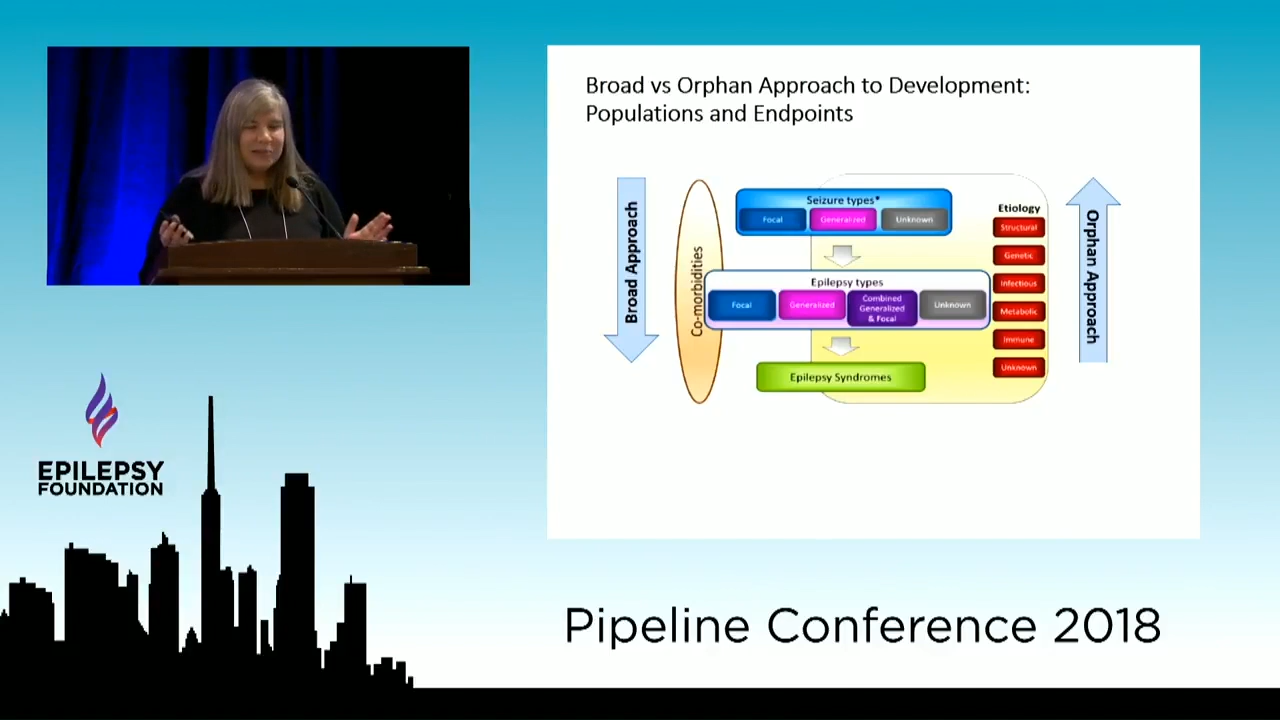 Broad vs Orphan Approach to Development:
Populations and Endpoints
Broad Approach
Co-morbidities
Seizure types*
Focal
Generalized
Unknown
Epilepsy types
Focal
Generalized
Combined
Generalized
& Focal
Unknown
Epilepsy Syndromes
Etiology
Structural
Genetic
Infectious
Metabolic
Immune
Unknown
Orphan Approach
EPILEPSY
FOUNDATION
Pipeline Conference 2018